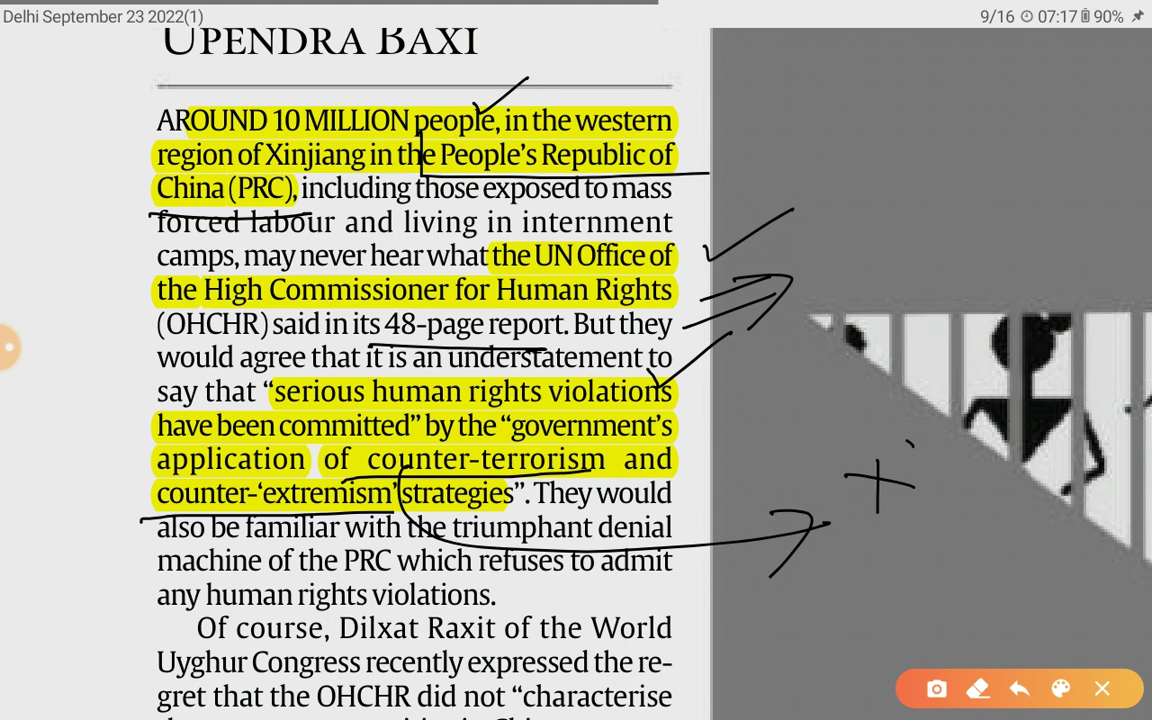 Delhi September 23 2022(1)
9/16 07:17 90%
UPENDRA BAXI
AROUND 10 MILLION people, in the western
region of Xinjiang in the People's Republic of
China (PRC), including those exposed to mass
forced labour and living in internment
camps, may never hear what the UN Office of
the High Commissioner for Human Rights
(OHCHR) said in its 48-page report. But they
would agree that it is an understatement to
say that “serious human rights violations
have been committed” by the “government's
application of counter-terrorism and
counter-‘extremism’ strategies”. They would
also be familiar with the triumphant denial
machine of the PRC which refuses to admit
any human rights violations.
Of course, Dilxat Raxit of the World
Uyghur Congress recently expressed the re-
gret that the OHCHR did not “characterise